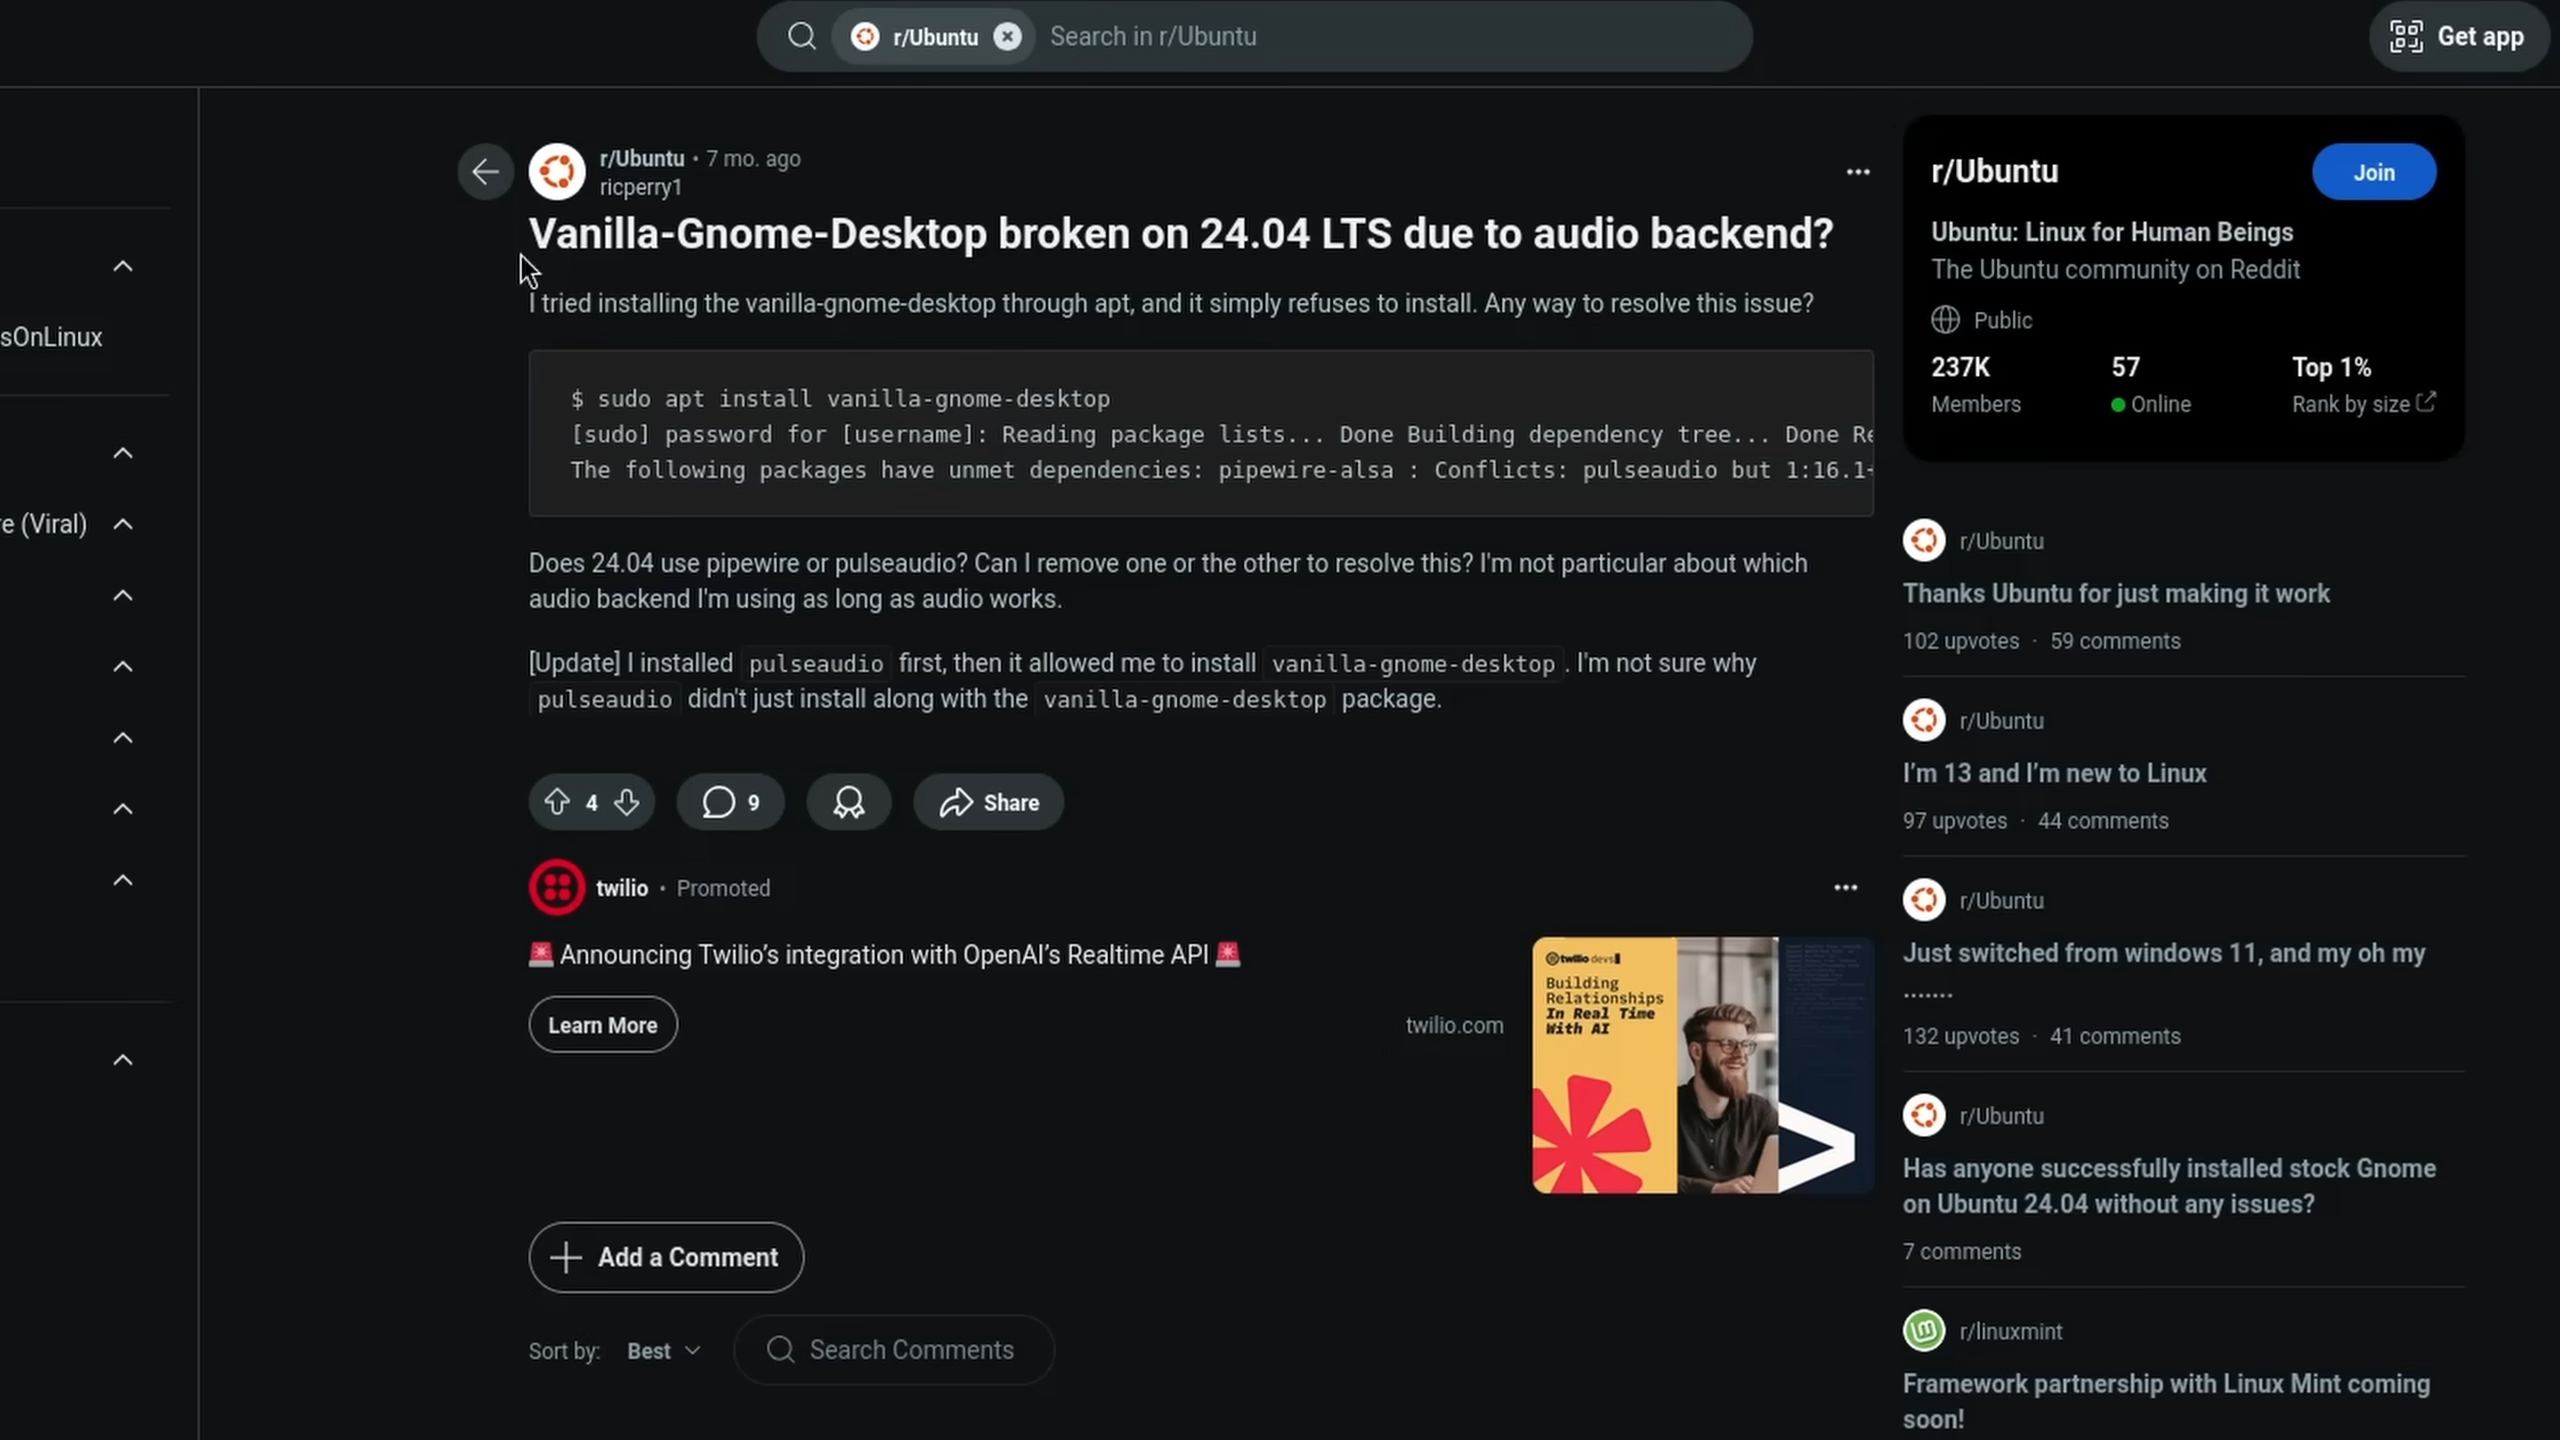 r/Ubuntu
Search in r/Ubuntu
Get app
sOnLinux
e (Viral)
r/Ubuntu • 7 mo. ago
ricperry1
Vanilla-Gnome-Desktop broken on 24.04 LTS due to audio backend?
I tried installing the vanilla-gnome-desktop through apt, and it simply refuses to install. Any way to resolve this issue?
$ sudo apt install vanilla-gnome-desktop
[sudo] password for [username]: Reading package lists... Done Building dependency tree... Done Re
The following packages have unmet dependencies: pipewire-alsa : Conflicts: pulseaudio but 1:16.1+
Does 24.04 use pipewire or pulseaudio? Can I remove one or the other to resolve this? I'm not particular about which
audio backend I'm using as long as audio works.
[Update] I installed pulseaudio first, then it allowed me to install vanilla-gnome-desktop. I'm not sure why
pulseaudio didn't just install along with the vanilla-gnome-desktop package.
4
9
Share
twilio • Promoted
🚨 Announcing Twilio’s integration with OpenAI’s Realtime API 🚨
Learn More
twilio.com
twilio devs
Building
Relationships
In Real Time
With AI
Add a Comment
Sort by: Best
Search Comments
r/Ubuntu
Join
Ubuntu: Linux for Human Beings
The Ubuntu community on Reddit
Public
237K 57 Top 1%
Members Online Rank by size
r/Ubuntu
Thanks Ubuntu for just making it work
102 upvotes · 59 comments
r/Ubuntu
I’m 13 and I’m new to Linux
97 upvotes · 44 comments
r/Ubuntu
Just switched from windows 11, and my oh my
.......
132 upvotes · 41 comments
r/Ubuntu
Has anyone successfully installed stock Gnome
on Ubuntu 24.04 without any issues?
7 comments
r/linuxmint
Framework partnership with Linux Mint coming
soon!